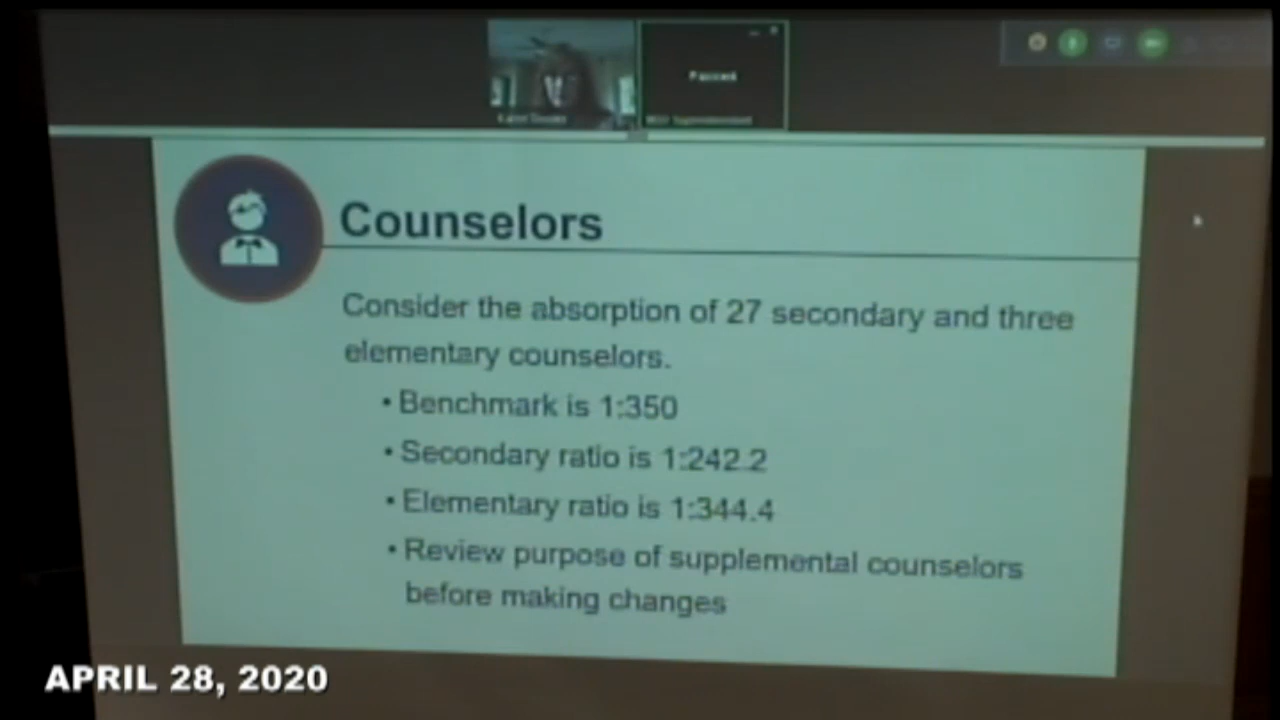 Paused
Counselors
Consider the absorption of 27 secondary and three
elementary counselors.
• Benchmark is 1:350
• Secondary ratio is 1:242.2
• Elementary ratio is 1:344.4
• Review purpose of supplemental counselors
before making changes
APRIL 28, 2020